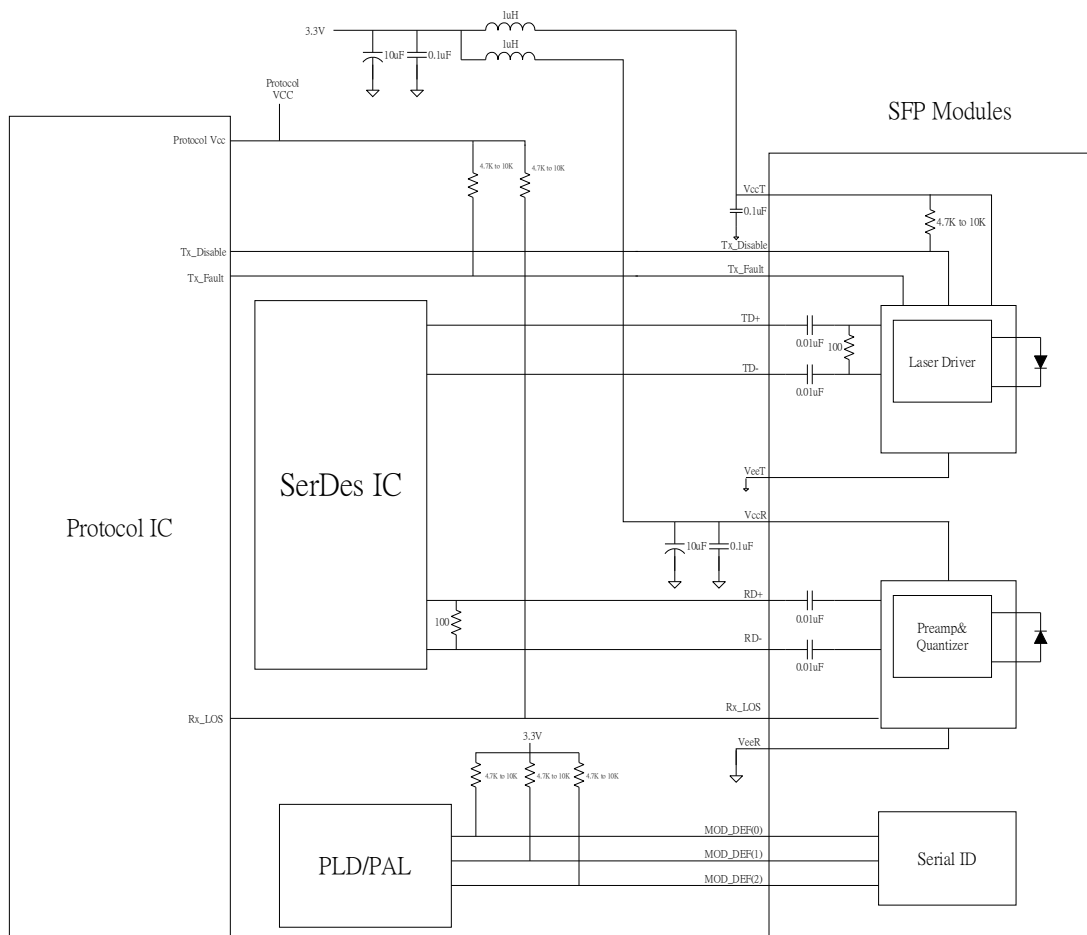 1uH
3.3V
1uH
10uF
0.1uF
Protocol
VCC
SFP Modules
Protocol Vcc
4.7K to 10K
4.7K to 10K
VccT
0.1uF
4.7K to 10K
Tx_Disable
Tx_Disable
Tx_Fault
Tx_Fault
TD+
0.01uF
100
Laser Driver
TD-
0.01uF
SerDes IC
VeeT
Protocol IC
VccR
10uF
0.1uF
RD+
0.01uF
100
Preamp&
Quantizer
RD-
0.01uF
Rx_LOS
Rx_LOS
3.3V
VeeR
4.7K to 10K
4.7K to 10K
4.7K to 10K
MOD_DEF(0)
PLD/PAL
MOD_DEF(1)
Serial ID
MOD_DEF(2)